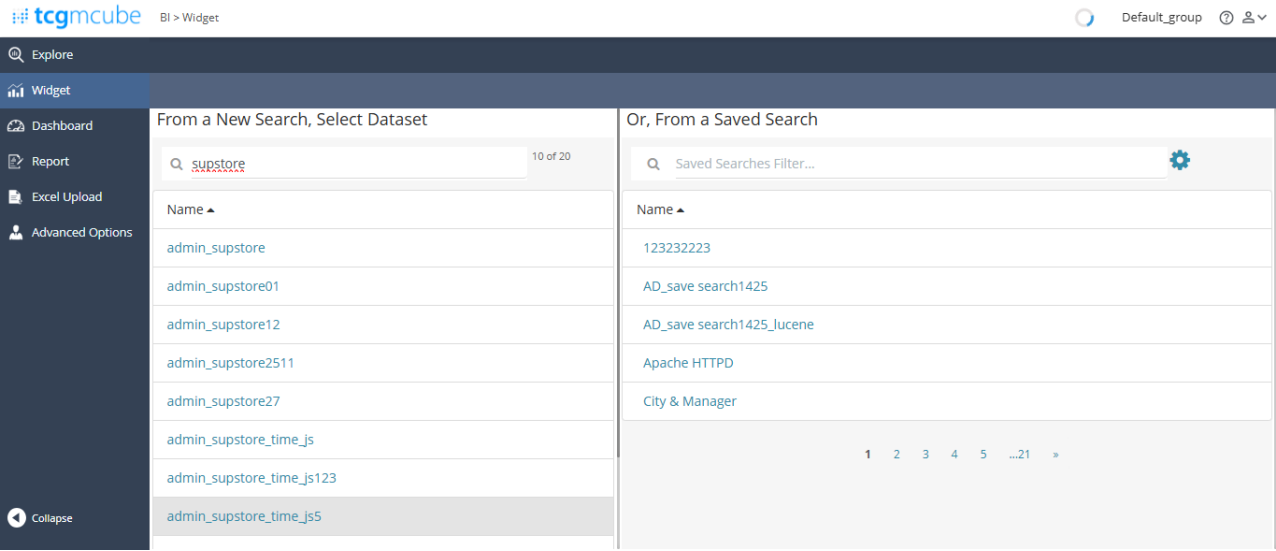 tcgmcube
BI > Widget
Default_group
Explore
Widget
Dashboard
Report
Excel Upload
Advanced Options
Collapse
From a New Search, Select Dataset
supstore
10 of 20
Name
admin_supstore
admin_supstore01
admin_supstore12
admin_supstore2511
admin_supstore27
admin_supstore_time_js
admin_supstore_time_js123
admin_supstore_time_js5
Or, From a Saved Search
Saved Searches Filter...
Name
123232223
AD_save search1425
AD_save search1425_lucene
Apache HTTPD
City & Manager
1 2 3 4 5 ...21 »